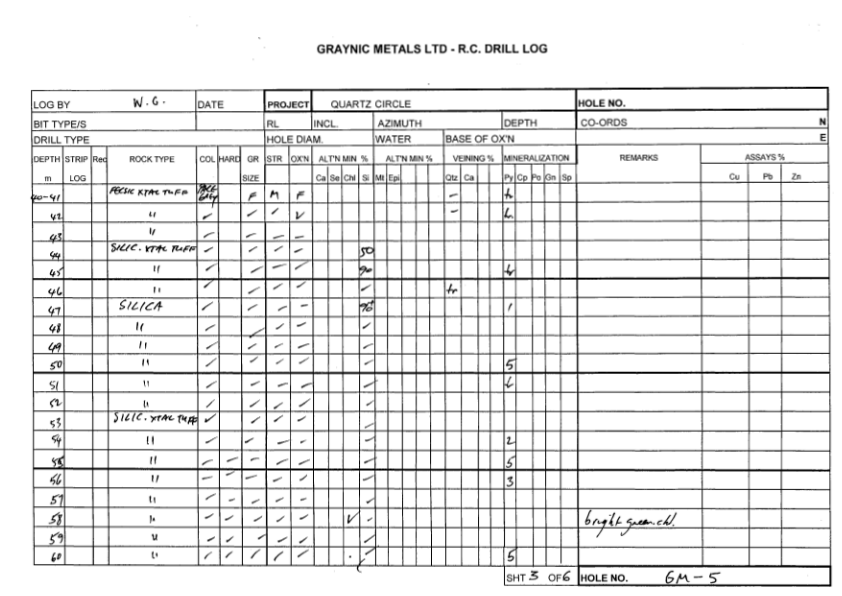 GRAYNIC METALS LTD - R.C. DRILL LOG
LOG BY W.G. DATE PROJECT QUARTZ CIRCLE HOLE NO.
BIT TYPE/S RL INCL. AZIMUTH DEPTH CO-ORDS N
DRILL TYPE HOLE DIAM. WATER BASE OF OX'N E
DEPTH STRIP Rec ROCK TYPE COL HARD GR STR OX'N ALT'N MIN % ALT'N MIN % VEINING % MINERALIZATION REMARKS ASSAYS %
m LOG SIZE Ca Se Chl Si Mt Epi Qtz Ca Py Cp Po Gn Sp Cu Pb Zn
40-41 FELSIC XTAL TUFF PALE GREY F M F – tr
42 " ✓ ✓ ✓ ✓ – tr
43 " ✓ ✓ – –
44 SILIC. XTAL TUFF ✓ ✓ ✓ – 50
45 " ✓ ✓ – ✓ 90 tr
46 " ✓ ✓ – ✓ ✓ tr
47 SILICA ✓ ✓ – – 90+ 1
48 " ✓ ✓ ✓ – ✓
49 " ✓ ✓ – – ✓
50 " ✓ ✓ ✓ ✓ ✓ 5
51 " ✓ – – – ✓ tr
52 " ✓ ✓ – ✓ ✓
53 SILIC. XTAL TUFF ✓ ✓ ✓ –
54 " ✓ – – – ✓ 2
55 " – – – ✓ – ✓ 5
56 " – – – – ✓ ✓ 3
57 " ✓ – – – ✓ ✓
58 " – – ✓ ✓ ✓ ✓ – bright green chl.
59 " – ✓ ✓ – – ✓
60 " ✓ ✓ ✓ ✓ ✓ . ✓ 5
SHT 3 OF 6 HOLE NO. GM-5